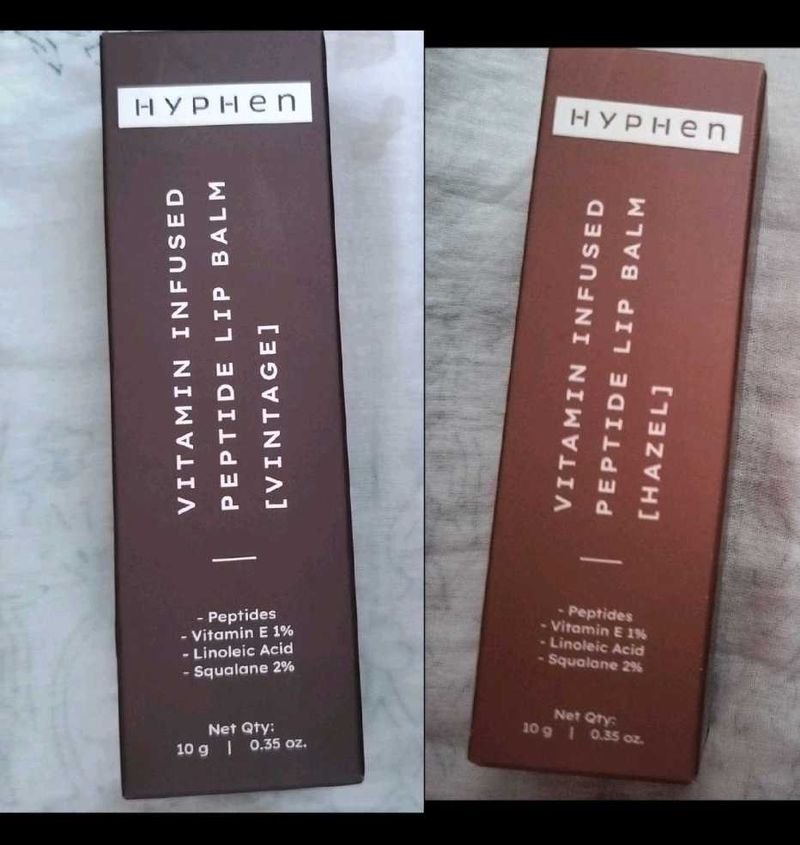 HYPHen
VITAMIN INFUSED
PEPTIDE LIP BALM
[VINTAGE]
- Peptides
- Vitamin E 1%
- Linoleic Acid
- Squalane 2%
Net Qty:
10 g | 0.35 oz.
HYPHen
VITAMIN INFUSED
PEPTIDE LIP BALM
[HAZEL]
- Peptides
- Vitamin E 1%
- Linoleic Acid
- Squalane 2%
Net Qty:
10 g | 0.35 oz.